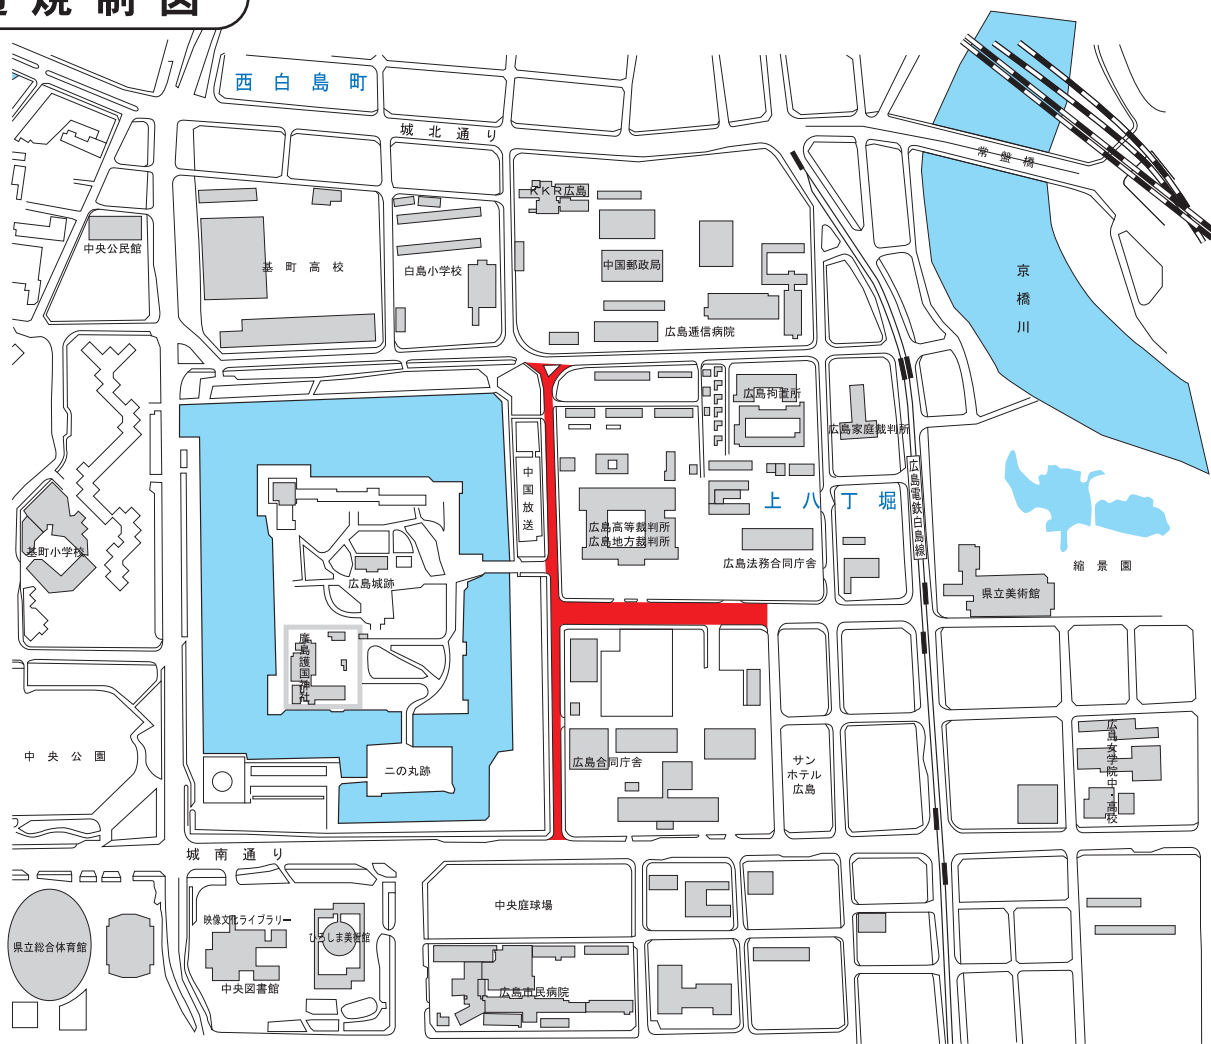 規制図
西白島町
城北通り
常盤橋
KKR広島
中央公民館
基町高校
白島小学校
中国郵政局
京橋川
広島逓信病院
広島拘置所
広島家庭裁判所
中国放送
広島電鉄白島線
上八丁堀
広島高等裁判所
広島地方裁判所
基町小学校
広島城跡
広島法務合同庁舎
縮景園
県立美術館
廣島護国神社
中央公園
二の丸跡
広島合同庁舎
サン
ホテル
広島
広島女学院中・高校
城南通り
中央庭球場
映像文化ライブラリー
ひろしま美術館
県立総合体育館
中央図書館
広島市民病院